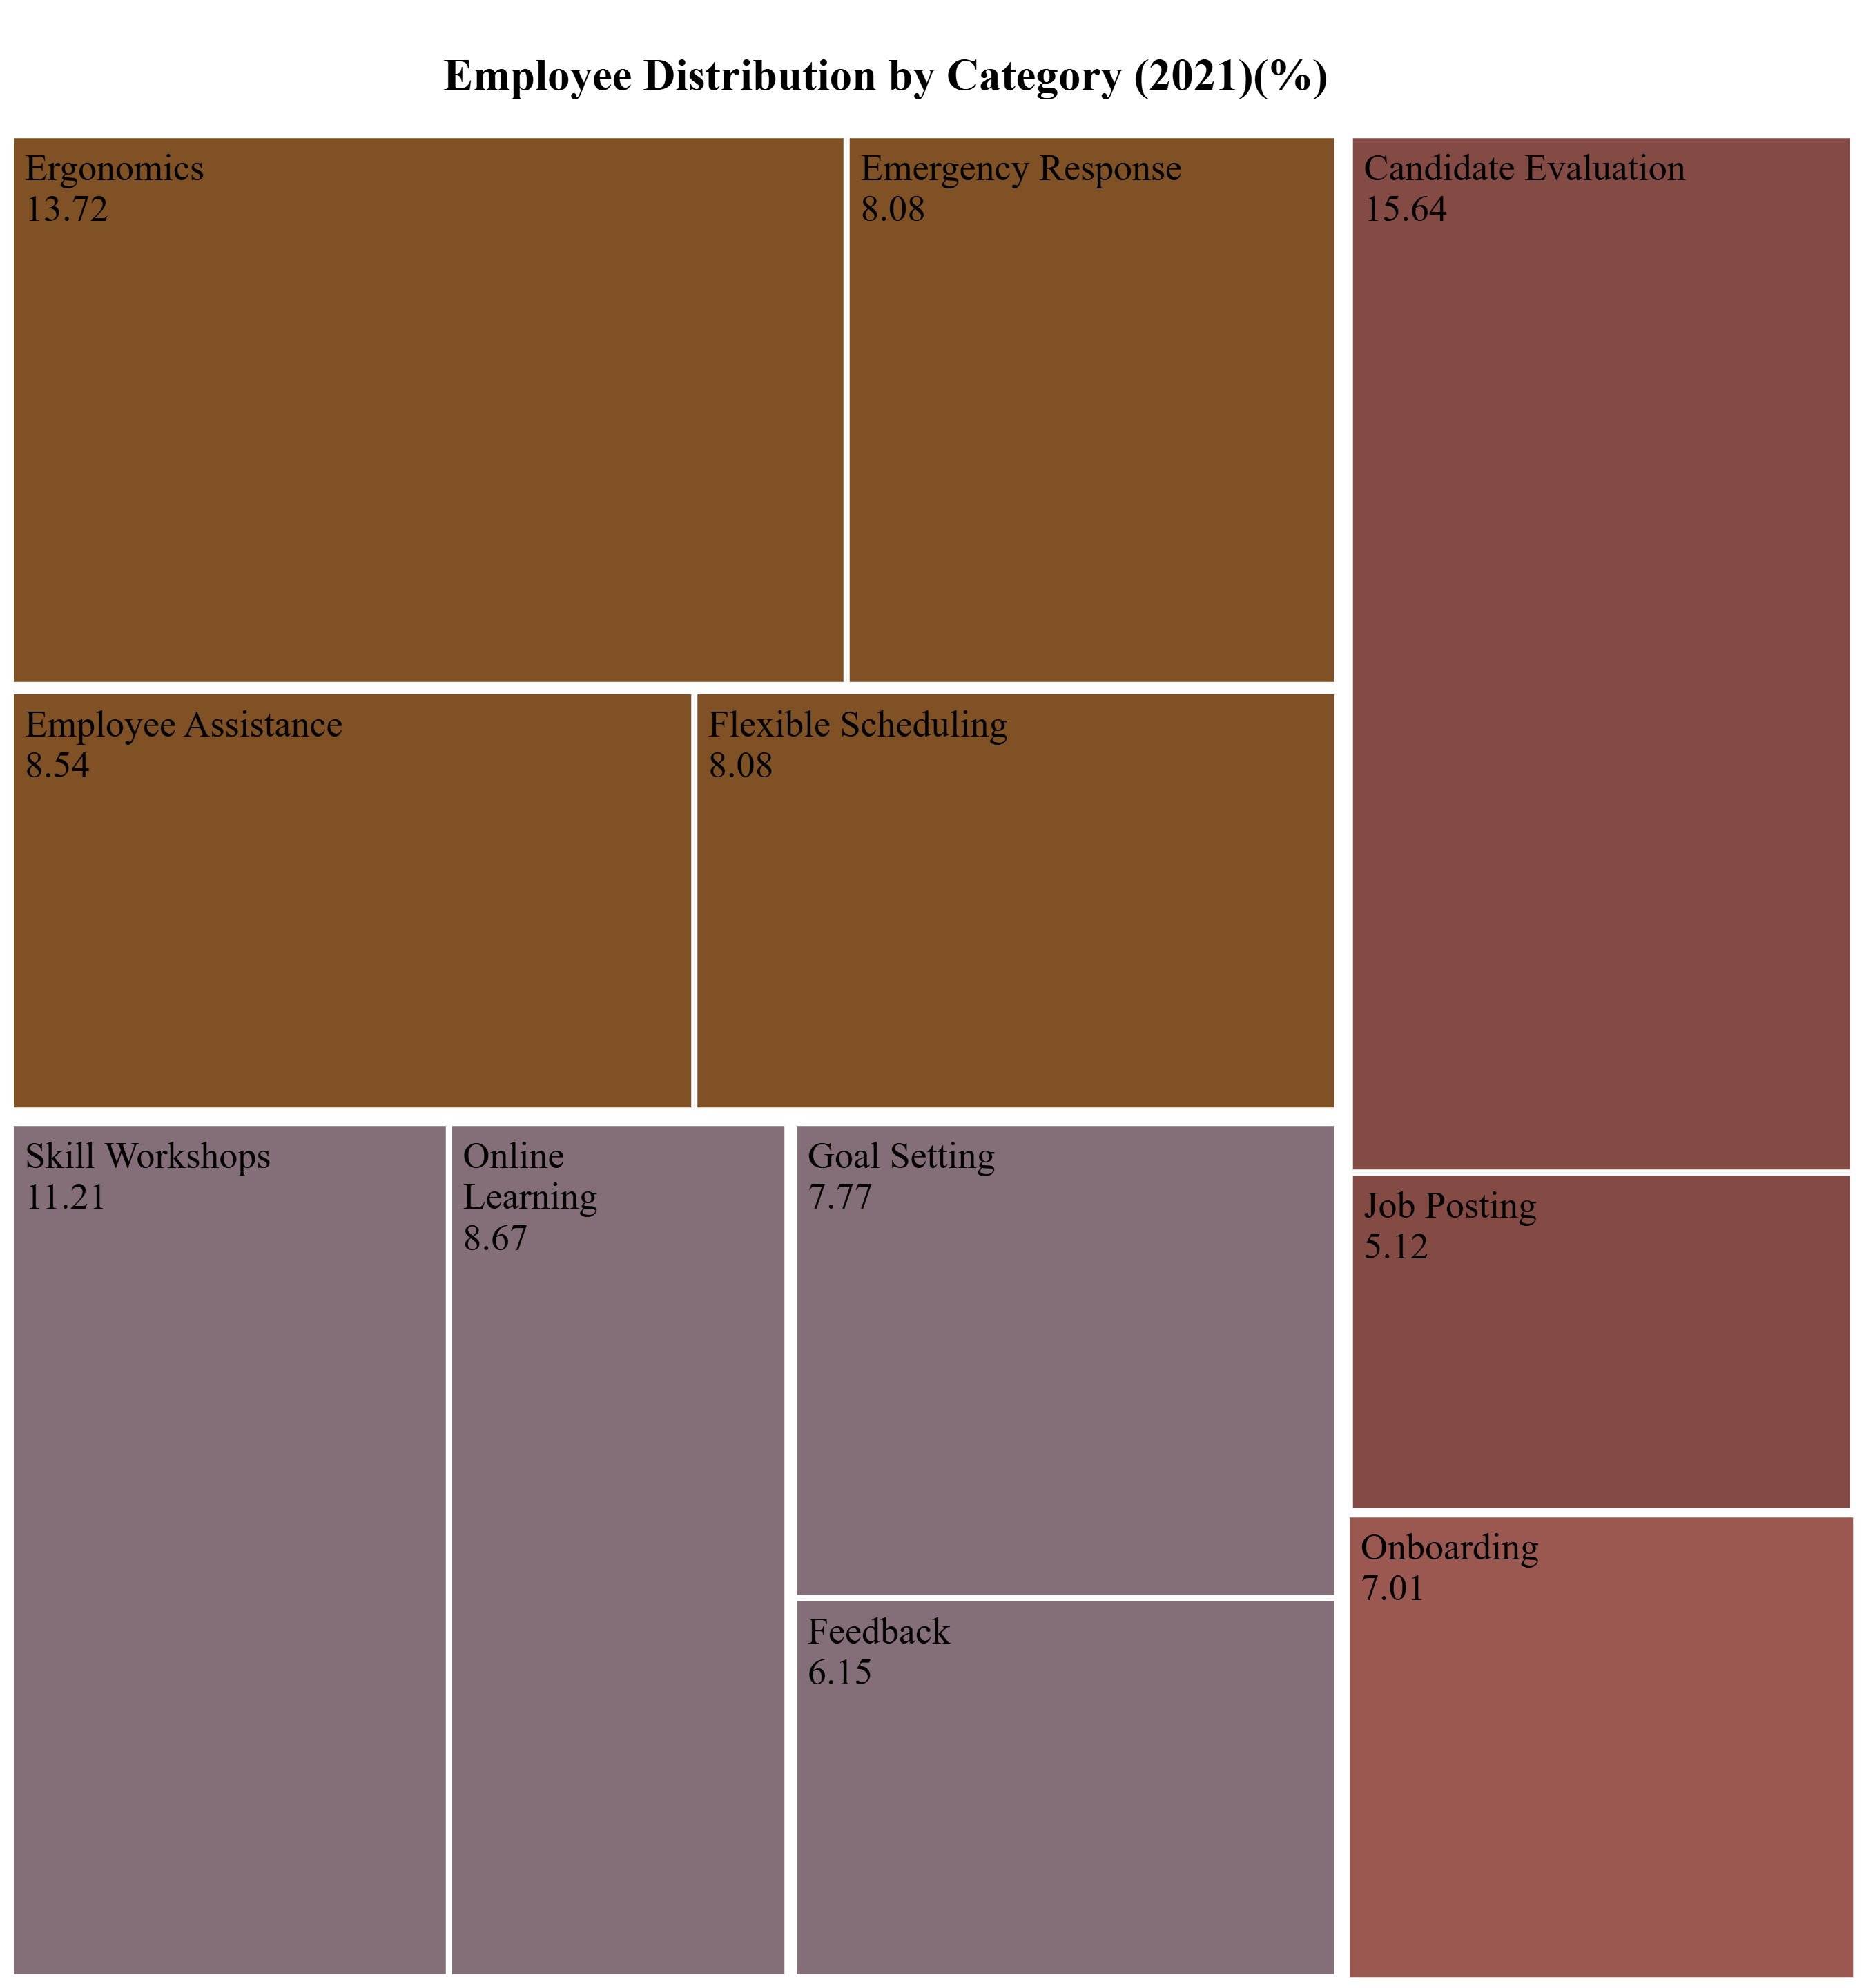 Employee Distribution by Category (2021)(%)
Ergonomics
13.72
Emergency Response
8.08
Candidate Evaluation
15.64
Employee Assistance
8.54
Flexible Scheduling
8.08
Skill Workshops
11.21
Online
Learning
8.67
Goal Setting
7.77
Job Posting
5.12
Onboarding
7.01
Feedback
6.15